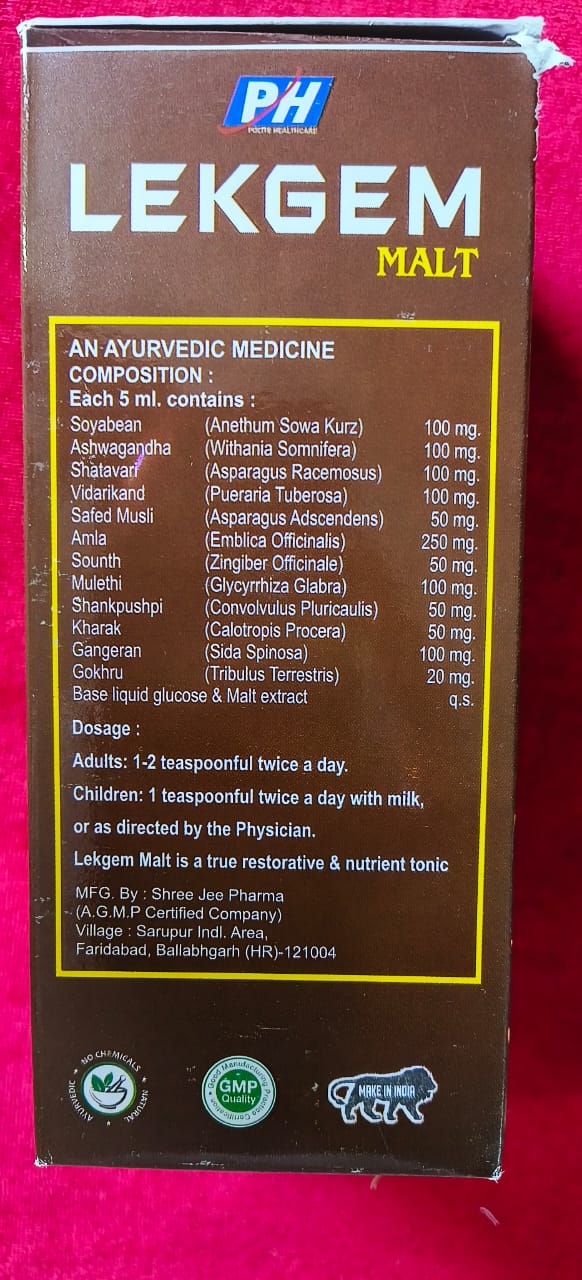 PH
POLITE HEALTHCARE
LEKGEM
MALT
AN AYURVEDIC MEDICINE
COMPOSITION :
Each 5 ml. contains :
Soyabean (Anethum Sowa Kurz) 100 mg.
Ashwagandha (Withania Somnifera) 100 mg.
Shatavari (Asparagus Racemosus) 100 mg.
Vidarikand (Pueraria Tuberosa) 100 mg.
Safed Musli (Asparagus Adscendens) 50 mg.
Amla (Emblica Officinalis) 250 mg.
Sounth (Zingiber Officinale) 50 mg.
Mulethi (Glycyrrhiza Glabra) 100 mg.
Shankpushpi (Convolvulus Pluricaulis) 50 mg.
Kharak (Calotropis Procera) 50 mg.
Gangeran (Sida Spinosa) 100 mg.
Gokhru (Tribulus Terrestris) 20 mg.
Base liquid glucose & Malt extract q.s.
Dosage :
Adults: 1-2 teaspoonful twice a day.
Children: 1 teaspoonful twice a day with milk,
or as directed by the Physician.
Lekgem Malt is a true restorative & nutrient tonic
MFG. By : Shree Jee Pharma
(A.G.M.P Certified Company)
Village : Sarupur Indl. Area,
Faridabad, Ballabhgarh (HR)-121004
NO CHEMICALS
NATURAL
AYURVEDIC
Good Manufacturing
Practice Certification
GMP
Quality
MAKE IN INDIA